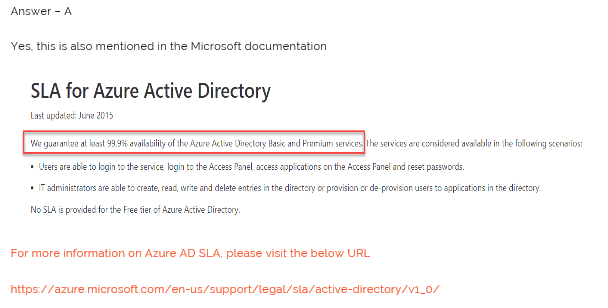 Answer – A
Yes, this is also mentioned in the Microsoft documentation
SLA for Azure Active Directory
Last updated: June 2015
We guarantee at least 99.9% availability of the Azure Active Directory Basic and Premium services. The services are considered available in the following scenarios:
• Users are able to login to the service, login to the Access Panel, access applications on the Access Panel and reset passwords.
• IT administrators are able to create, read, write and delete entries in the directory or provision or de-provision users to applications in the directory.
No SLA is provided for the Free tier of Azure Active Directory.
For more information on Azure AD SLA, please visit the below URL
https://azure.microsoft.com/en-us/support/legal/sla/active-directory/v1_0/